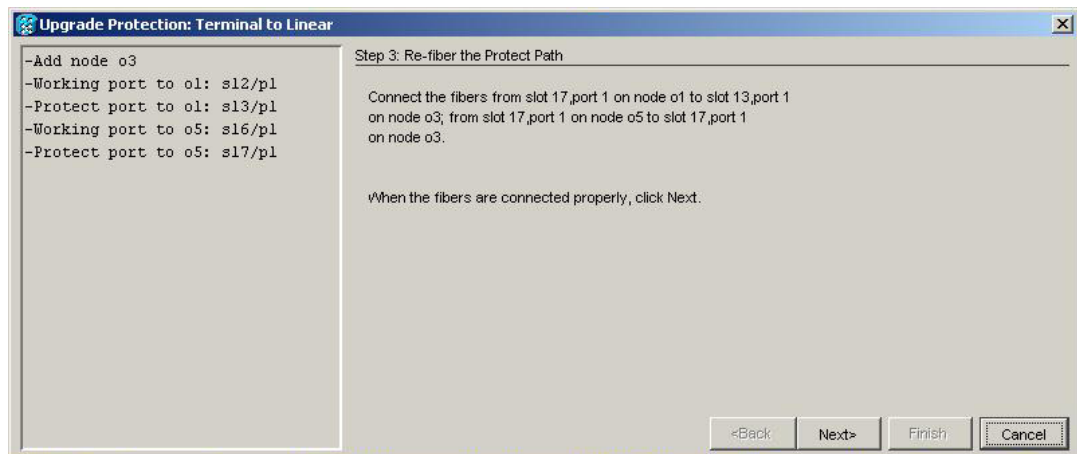 Upgrade Protection: Terminal to Linear
-Add node o3
-Working port to o1: s12/p1
-Protect port to o1: s13/p1
-Working port to o5: s16/p1
-Protect port to o5: s17/p1
Step 3: Re-fiber the Protect Path
Connect the fibers from slot 17,port 1 on node o1 to slot 13,port 1
on node o3; from slot 17,port 1 on node o5 to slot 17,port 1
on node o3.
When the fibers are connected properly, click Next.
<Back Next> Finish Cancel